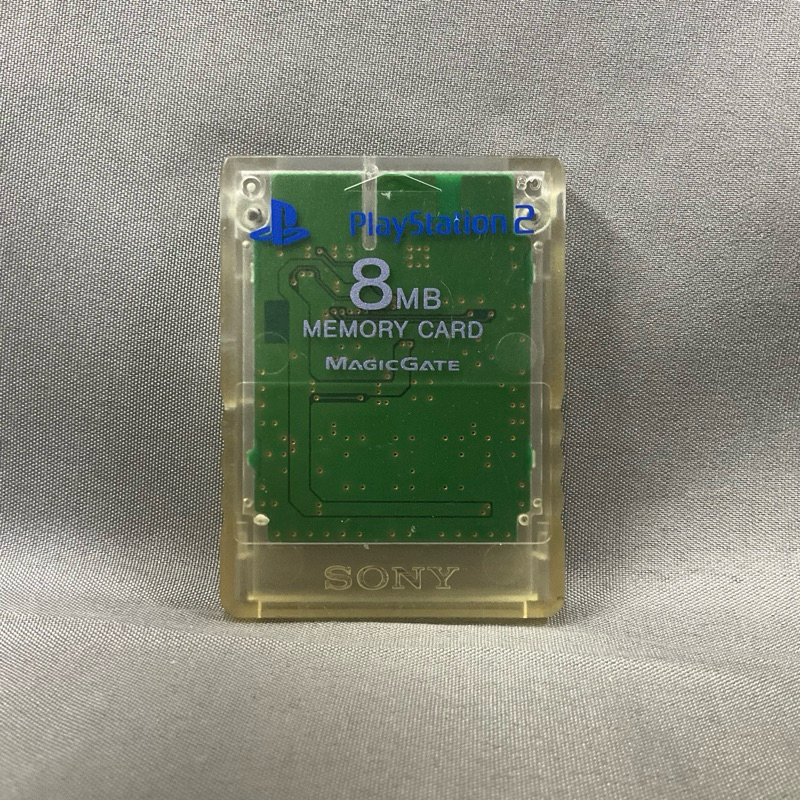 PlayStation 2
8MB
MEMORY CARD
MAGICGATE
SONY